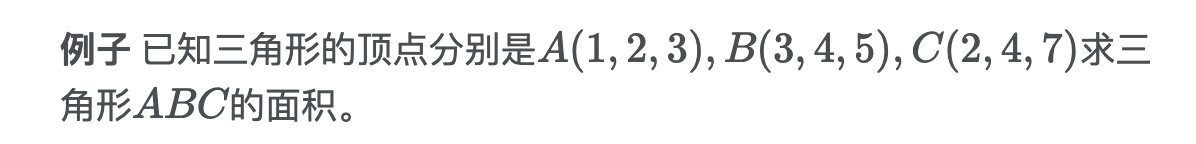 例子 已知三角形的顶点分别是A(1, 2, 3), B(3, 4, 5), C(2, 4, 7)求三
角形ABC的面积。